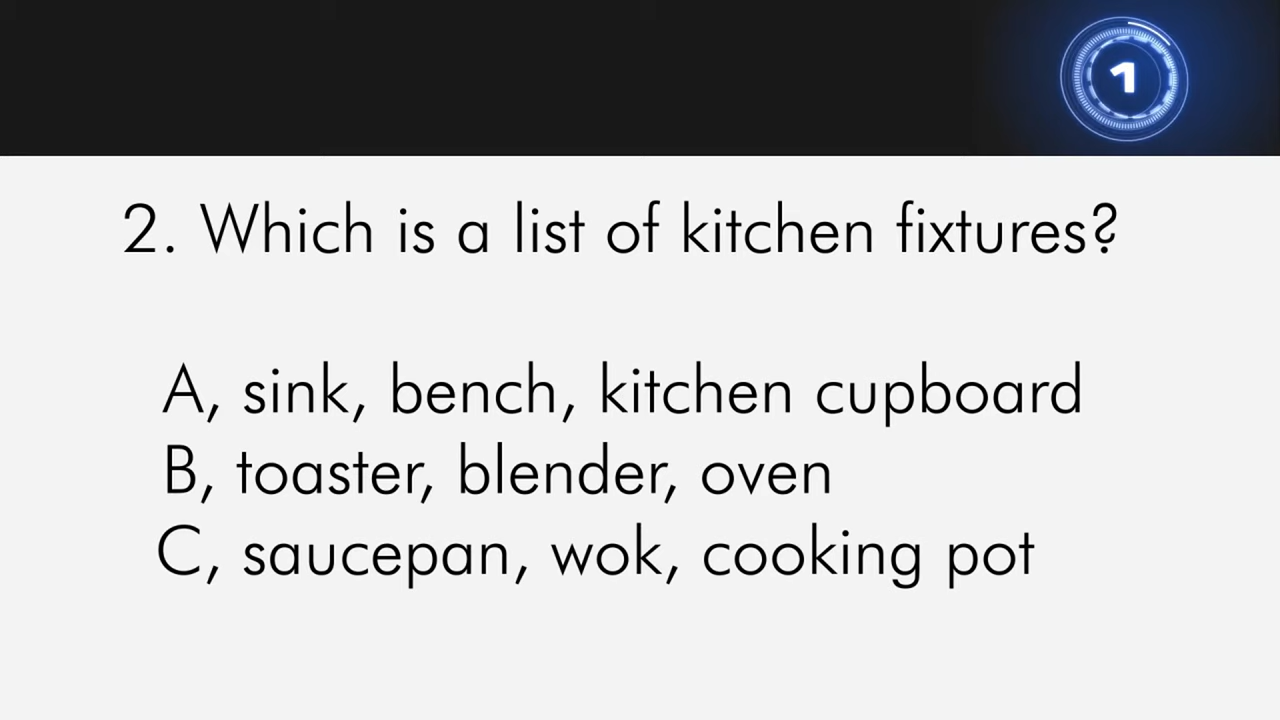 1
2. Which is a list of kitchen fixtures?
A, sink, bench, kitchen cupboard
B, toaster, blender, oven
C, saucepan, wok, cooking pot